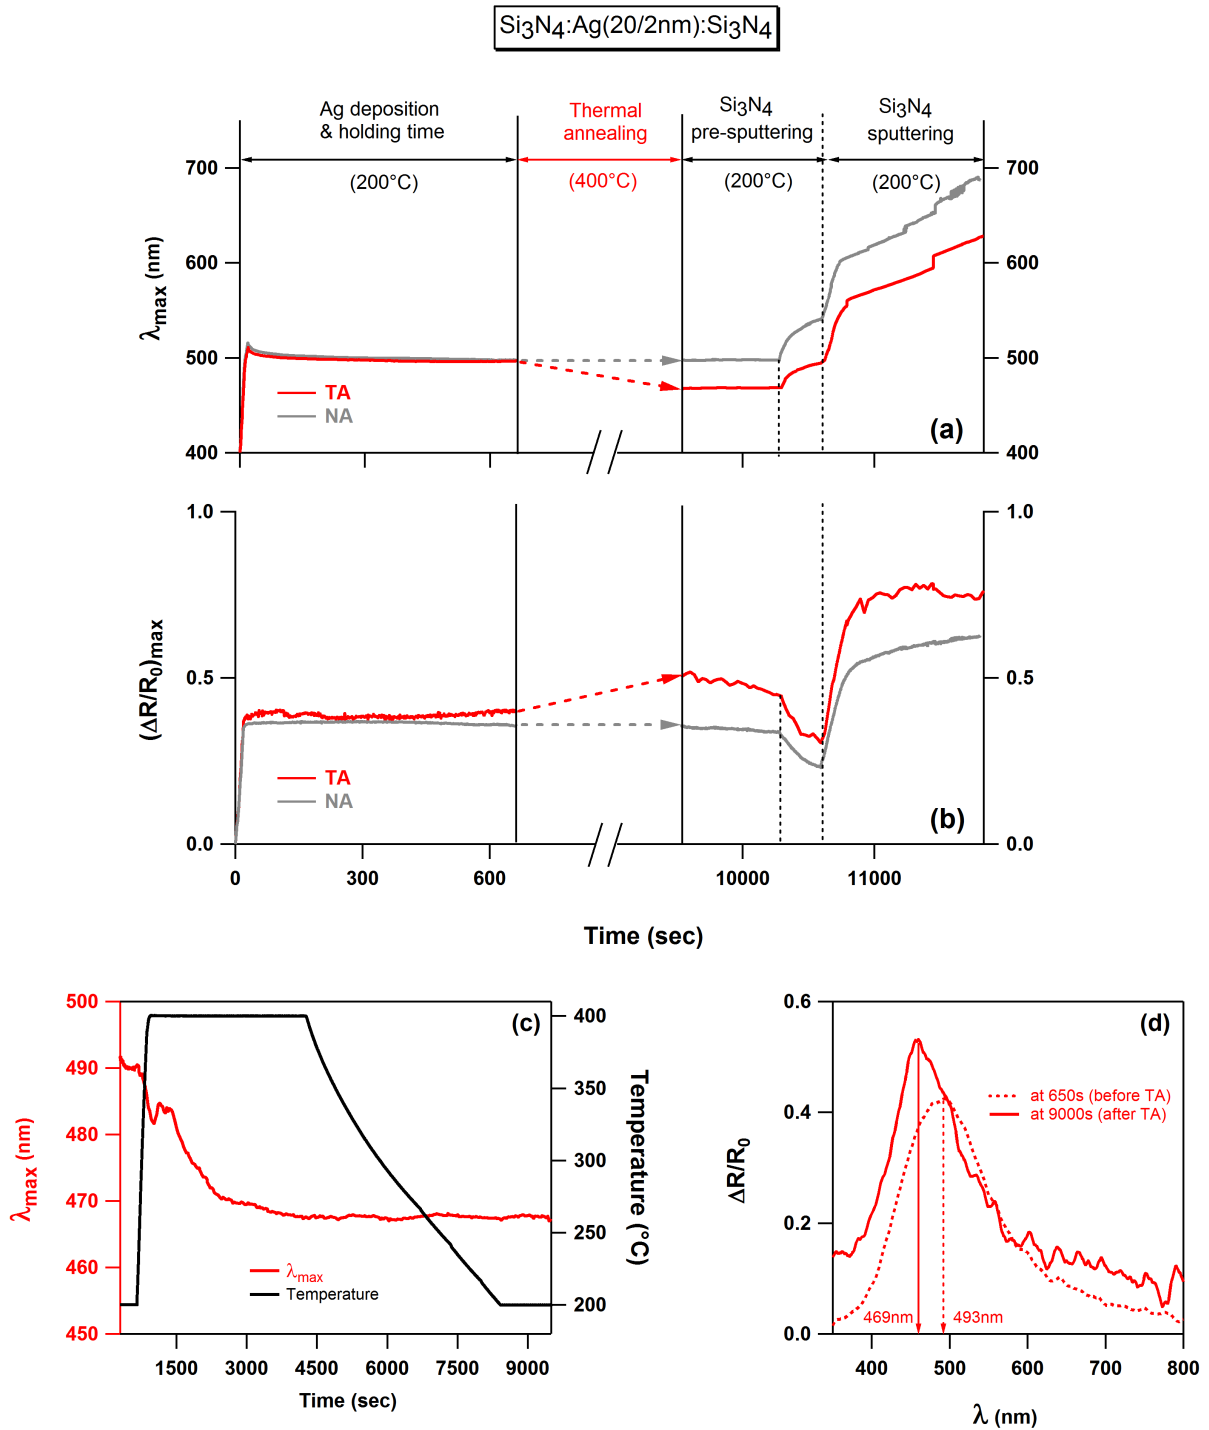 Si3N4:Ag(20/2nm):Si3N4
Ag deposition
& holding time
Thermal
annealing
Si3N4
pre-sputtering
Si3N4
sputtering
(200°C)
(400°C)
(200°C)
(200°C)
700
600
500
400
λmax (nm)
700
600
500
400
TA
NA
(a)
1.0
0.5
0.0
(ΔR/R0)max
1.0
0.5
0.0
TA
NA
(b)
0
300
600
10000
11000
Time (sec)
500
490
480
470
460
450
λmax (nm)
(c)
400
350
300
250
200
Temperature (°C)
λmax
Temperature
1500
3000
4500
6000
7500
9000
Time (sec)
0.6
0.4
0.2
0.0
ΔR/R0
(d)
at 650s (before TA)
at 9000s (after TA)
469nm
493nm
400
500
600
700
800
λ (nm)